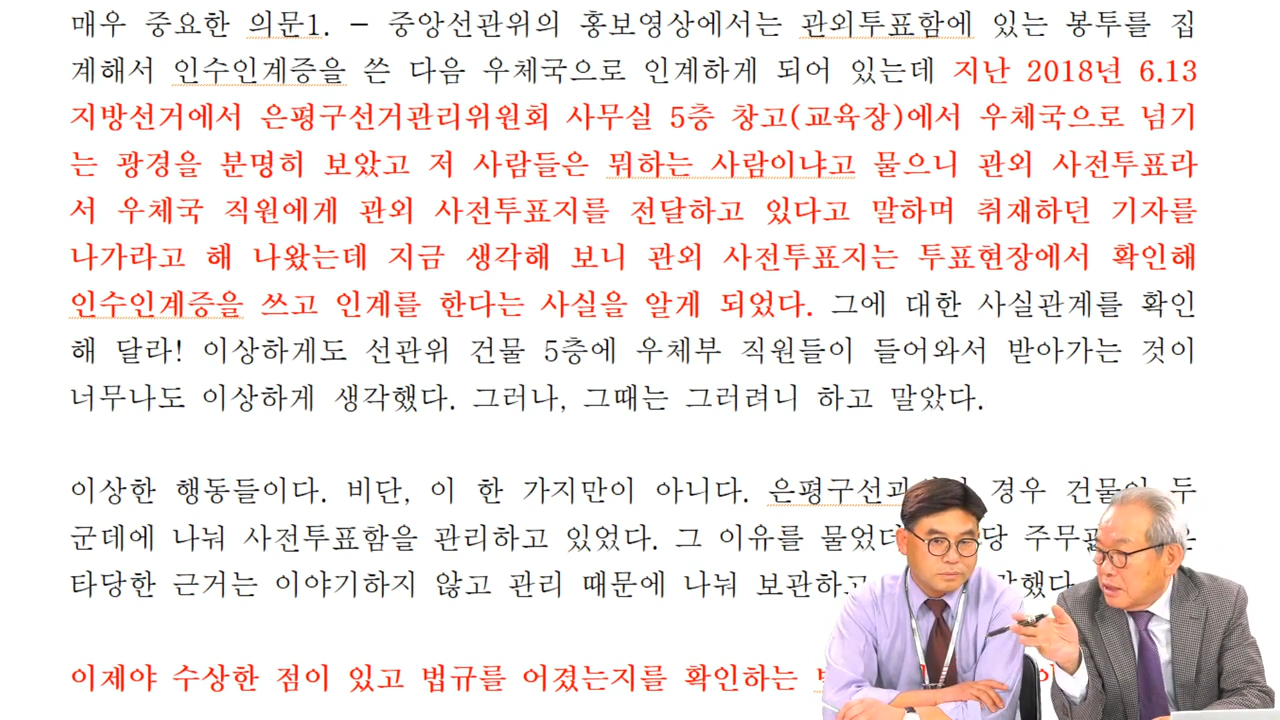 매우 중요한 의문1. – 중앙선관위의 홍보영상에서는 관외투표함에 있는 봉투를 집
계해서 인수인계증을 쓴 다음 우체국으로 인계하게 되어 있는데 지난 2018년 6.13
지방선거에서 은평구선거관리위원회 사무실 5층 창고(교육장)에서 우체국으로 넘기
는 광경을 분명히 보았고 저 사람들은 뭐하는 사람이냐고 물으니 관외 사전투표라
서 우체국 직원에게 관외 사전투표지를 전달하고 있다고 말하며 취재하던 기자를
나가라고 해 나왔는데 지금 생각해 보니 관외 사전투표지는 투표현장에서 확인해
인수인계증을 쓰고 인계를 한다는 사실을 알게 되었다. 그에 대한 사실관계를 확인
해 달라! 이상하게도 선관위 건물 5층에 우체부 직원들이 들어와서 받아가는 것이
너무나도 이상하게 생각했다. 그러나, 그때는 그러려니 하고 말았다.
이상한 행동들이다. 비단, 이 한 가지만이 아니다. 경우 건물이 두
군데에 나눠 사전투표함을 관리하고 있었다. 그 이유를 물었
타당한 근거는 이야기하지 않고 관리 때문에 나눠 보관하고
이제야 수상한 점이 있고 법규를 어겼는지를 확인하는